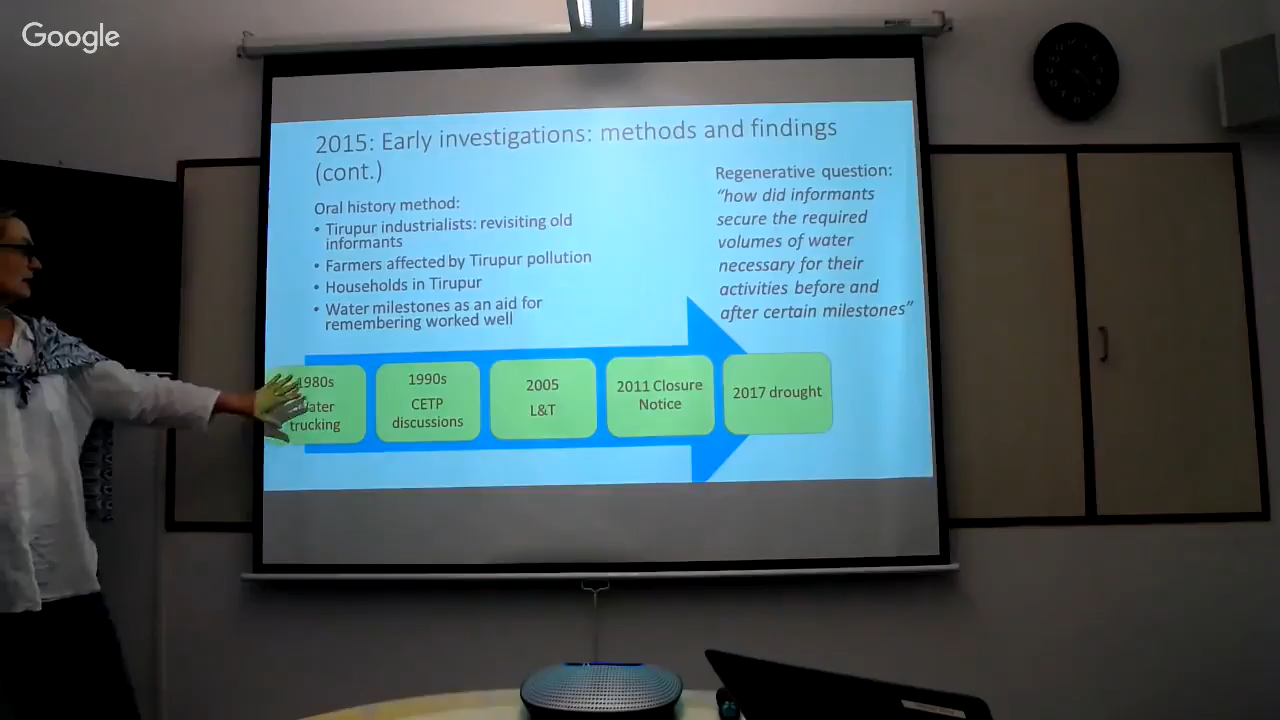 Google
2015: Early investigations: methods and findings
(cont.)
Oral history method:
• Tirupur industrialists: revisiting old
informants
• Farmers affected by Tirupur pollution
• Households in Tirupur
• Water milestones as an aid for
remembering worked well
Regenerative question:
“how did informants
secure the required
volumes of water
necessary for their
activities before and
after certain milestones”
1980s
Water
trucking
1990s
CETP
discussions
2005
L&T
2011 Closure
Notice
2017 drought